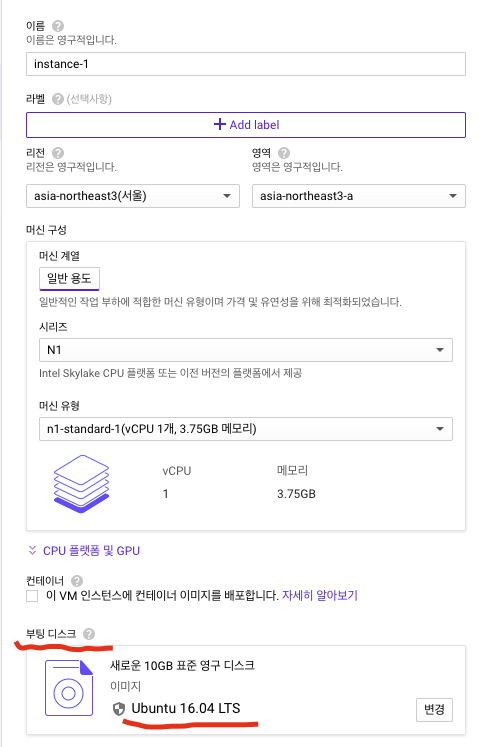 이름
이름은 영구적입니다.
instance-1
라벨 (선택사항)
Add label
리전
리전은 영구적입니다.
영역
영역은 영구적입니다.
asia-northeast3(서울)
asia-northeast3-a
머신 구성
머신 계열
일반 용도
일반적인 작업 부하에 적합한 머신 유형이며 가격 및 유연성을 위해 최적화되었습니다.
시리즈
N1
Intel Skylake CPU 플랫폼 또는 이전 버전의 플랫폼에서 제공
머신 유형
n1-standard-1(vCPU 1개, 3.75GB 메모리)
vCPU
메모리
1
3.75GB
CPU 플랫폼 및 GPU
컨테이너
이 VM 인스턴스에 컨테이너 이미지를 배포합니다. 자세히 알아보기
부팅 디스크
새로운 10GB 표준 영구 디스크
이미지
Ubuntu 16.04 LTS
변경